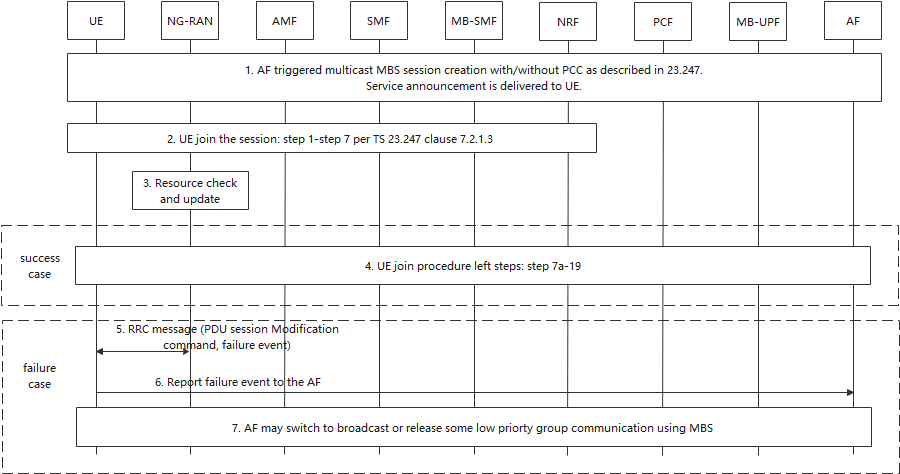 UE NG-RAN AMF SMF MB-SMF NRF PCF MB-UPF AF
1. AF triggered multicast MBS session creation with/without PCC as described in 23.247.
Service announcement is delivered to UE.
2. UE join the session: step 1-step 7 per TS 23.247 clause 7.2.1.3
3. Resource check
and update
success
case
4. UE join procedure left steps: step 7a-19
5. RRC message (PDU session Modification
command, failure event)
failure
case
6. Report failure event to the AF
7. AF may switch to broadcast or release some low priorty group communication using MBS